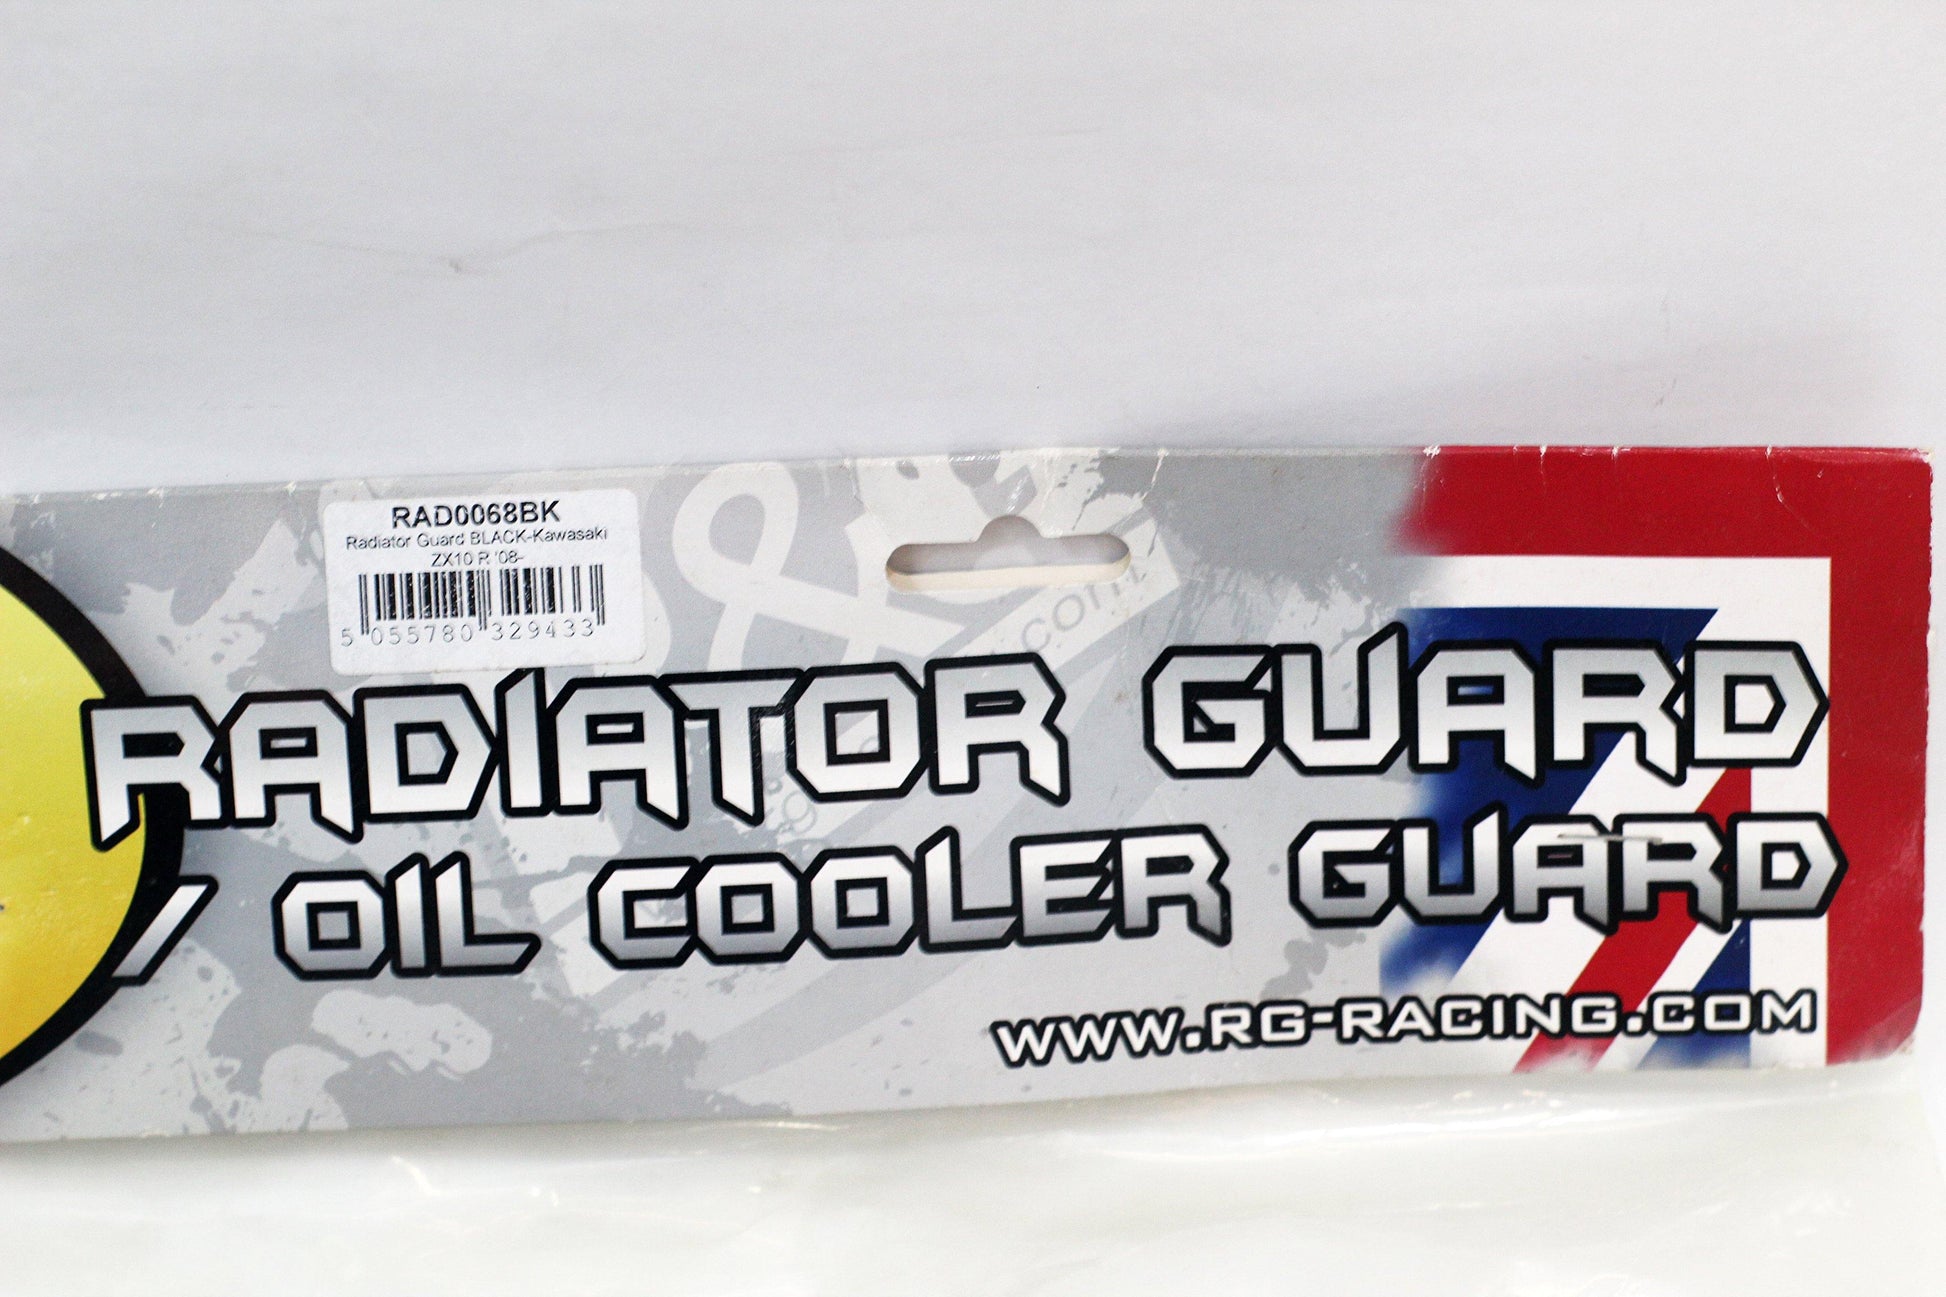 RAD0068BK
Radiator Guard BLACK-Kawasaki
ZX10 R '08-
5 055780 329433
.com
RADIATOR GUARD
/ OIL COOLER GUARD
WWW.RG-RACING.COM